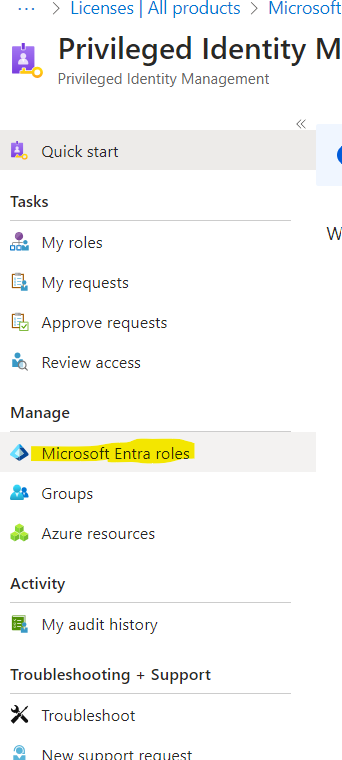 ··· > Licenses | All products > Microsoft
Privileged Identity M
Privileged Identity Management
«
Quick start
W
Tasks
My roles
My requests
Approve requests
Review access
Manage
Microsoft Entra roles
Groups
Azure resources
Activity
My audit history
Troubleshooting + Support
Troubleshoot
New support request